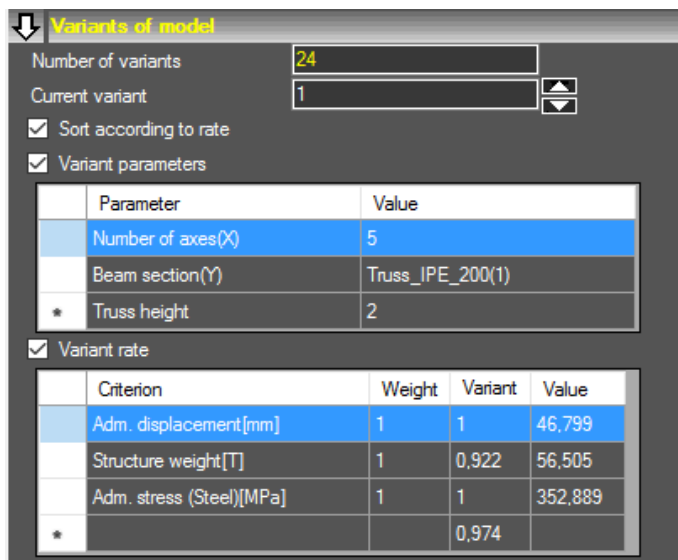 Variants of model
Number of variants 24
Current variant 1
Sort according to rate
Variant parameters
Parameter Value
Number of axes(X) 5
Beam section(Y) Truss_IPE_200(1)
* Truss height 2
Variant rate
Criterion Weight Variant Value
Adm. displacement[mm] 1 1 46,799
Structure weight[T] 1 0,922 56,505
Adm. stress (Steel)[MPa] 1 1 352,889
* 0,974